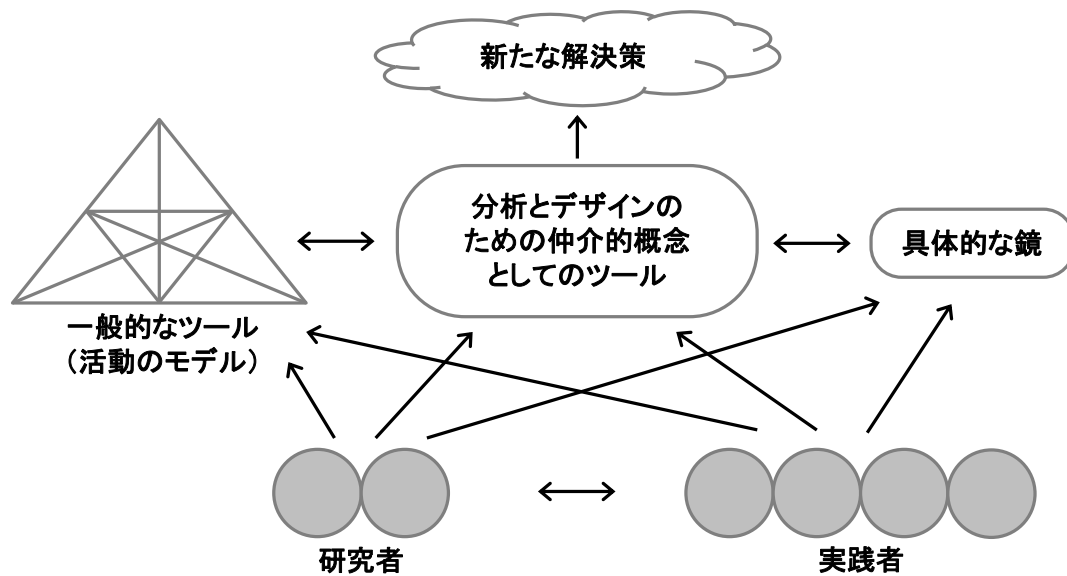 新たな解決策
分析とデザインの
ための仲介的概念
としてのツール
具体的な鏡
一般的なツール
（活動のモデル）
研究者
実践者